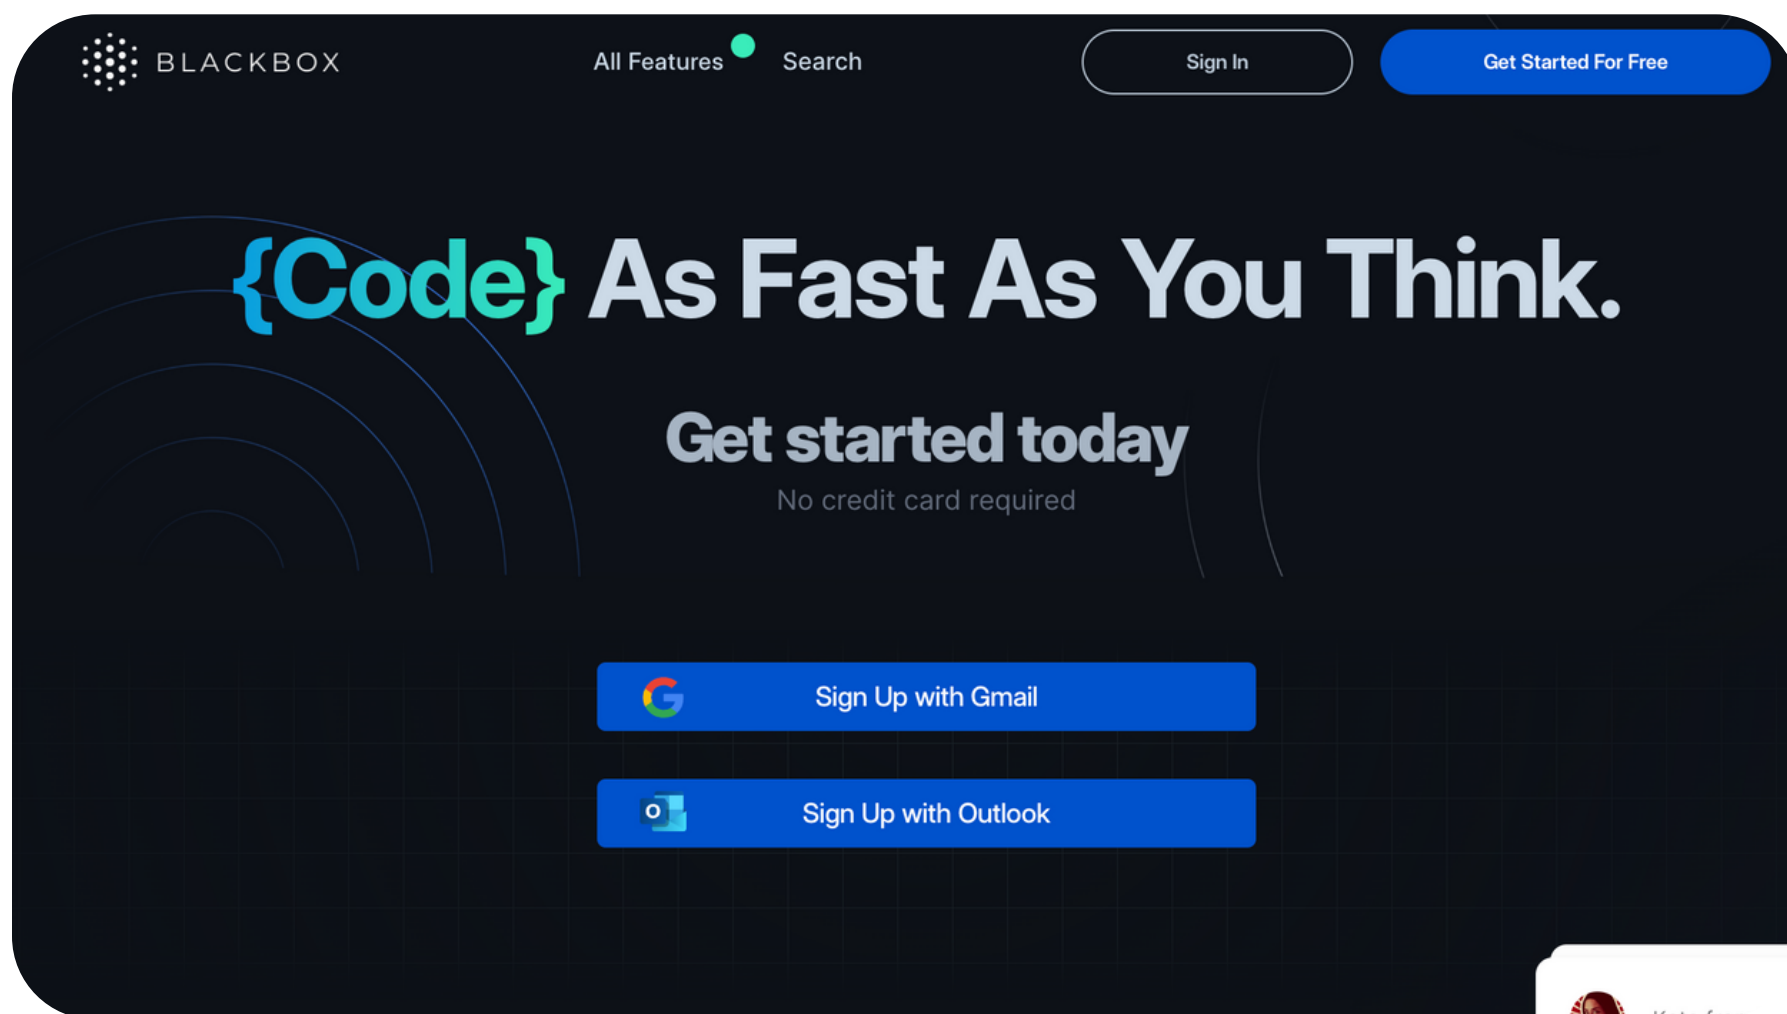 BLACKBOX
All Features
Search
Sign In
Get Started For Free
{Code} As Fast As You Think.
Get started today
No credit card required
Sign Up with Gmail
O
Sign Up with Outlook